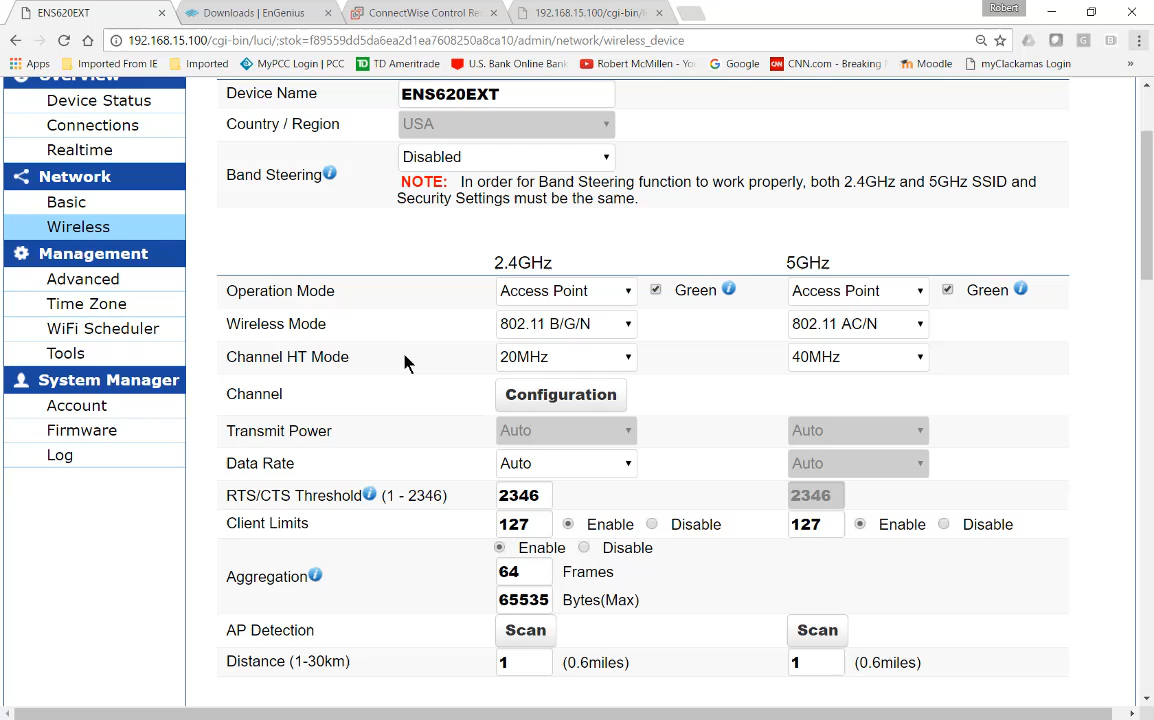 ENS620EXT
Downloads | EnGenius
ConnectWise Control Re
192.168.15.100/cgi-bin/l
Robert
192.168.15.100/cgi-bin/luci/;stok=f89559dd5da6ea2d1ea7608250a8ca10/admin/network/wireless_device
Apps
Imported From IE
Imported
MyPCC Login | PCC
TD Ameritrade
U.S. Bank Online Bank
Robert McMillen - Yo
Google
CNN.com - Breaking
Moodle
myClackamas Login
»
Overview
Device Status
Connections
Realtime
Network
Basic
Wireless
Management
Advanced
Time Zone
WiFi Scheduler
Tools
System Manager
Account
Firmware
Log
Device Name ENS620EXT
Country / Region USA
Band Steering Disabled
NOTE: In order for Band Steering function to work properly, both 2.4GHz and 5GHz SSID and
Security Settings must be the same.
2.4GHz 5GHz
Operation Mode Access Point Green Access Point Green
Wireless Mode 802.11 B/G/N 802.11 AC/N
Channel HT Mode 20MHz 40MHz
Channel Configuration
Transmit Power Auto Auto
Data Rate Auto Auto
RTS/CTS Threshold (1 - 2346) 2346 2346
Client Limits 127 Enable Disable 127 Enable Disable
Enable Disable
Aggregation 64 Frames
65535 Bytes(Max)
AP Detection Scan Scan
Distance (1-30km) 1 (0.6miles) 1 (0.6miles)